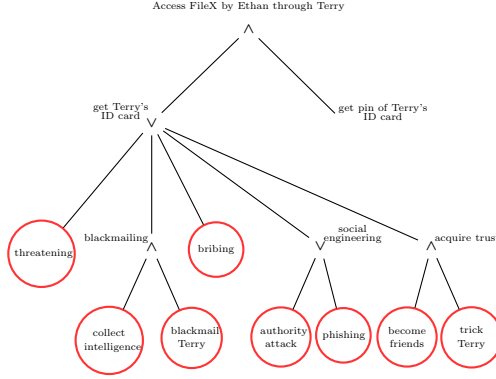 Access FileX by Ethan through Terry
∧
get Terry's
ID card
∨
get pin of Terry's
ID card
threatening
blackmailing
∧
bribing
social
engineering
∨
acquire trust
∧
collect
intelligence
blackmail
Terry
authority
attack
phishing
become
friends
trick
Terry